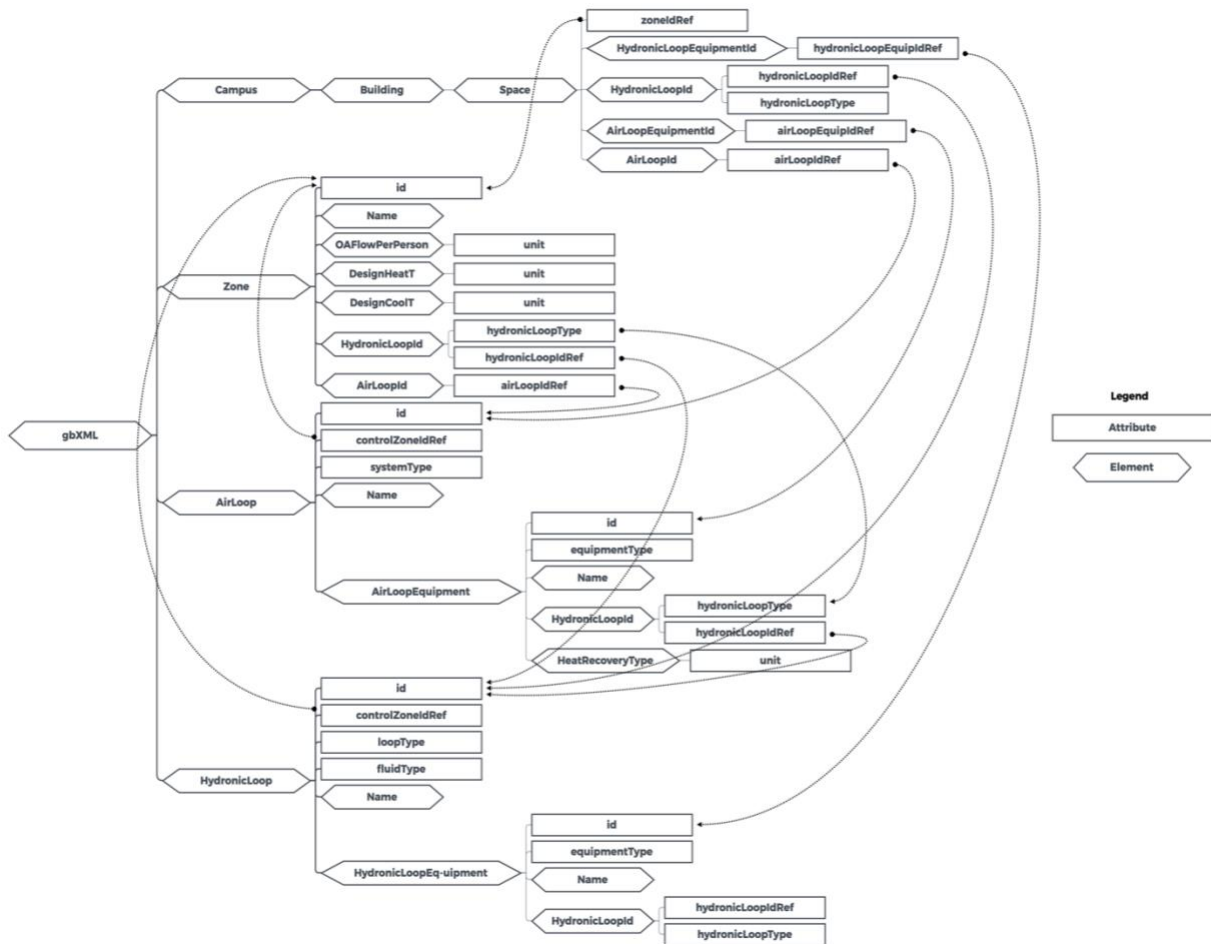 zoneIdRef
HydronicLoopEquipmentId
hydronicLoopEquipIdRef
Campus
Building
Space
HydronicLoopId
hydronicLoopIdRef
hydronicLoopType
AirLoopEquipmentId
airLoopEquipIdRef
AirLoopId
airLoopIdRef
id
Name
OAFlowPerPerson
unit
DesignHeatT
unit
Zone
DesignCoolT
unit
HydronicLoopId
hydronicLoopType
hydronicLoopIdRef
AirLoopId
airLoopIdRef
id
gbXML
controlZoneIdRef
systemType
Name
AirLoop
Legend
Attribute
Element
id
equipmentType
Name
AirLoopEquipment
HydronicLoopId
hydronicLoopType
hydronicLoopIdRef
HeatRecoveryType
unit
id
controlZoneIdRef
loopType
fluidType
HydronicLoop
Name
id
equipmentType
HydronicLoopEq-uipment
Name
HydronicLoopId
hydronicLoopIdRef
hydronicLoopType